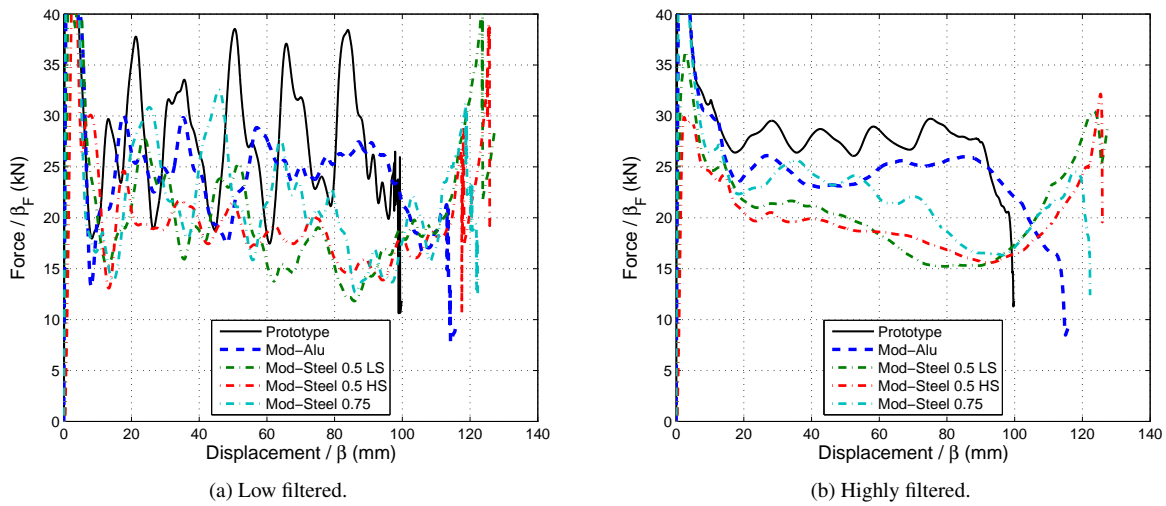 40
35
30
25
20
15
10
5
0
Force / β_F (kN)
Prototype
Mod−Alu
Mod−Steel 0.5 LS
Mod−Steel 0.5 HS
Mod−Steel 0.75
0 20 40 60 80 100 120 140
Displacement / β (mm)
(a) Low filtered.
40
35
30
25
20
15
10
5
0
Force / β_F (kN)
Prototype
Mod−Alu
Mod−Steel 0.5 LS
Mod−Steel 0.5 HS
Mod−Steel 0.75
0 20 40 60 80 100 120 140
Displacement / β (mm)
(b) Highly filtered.